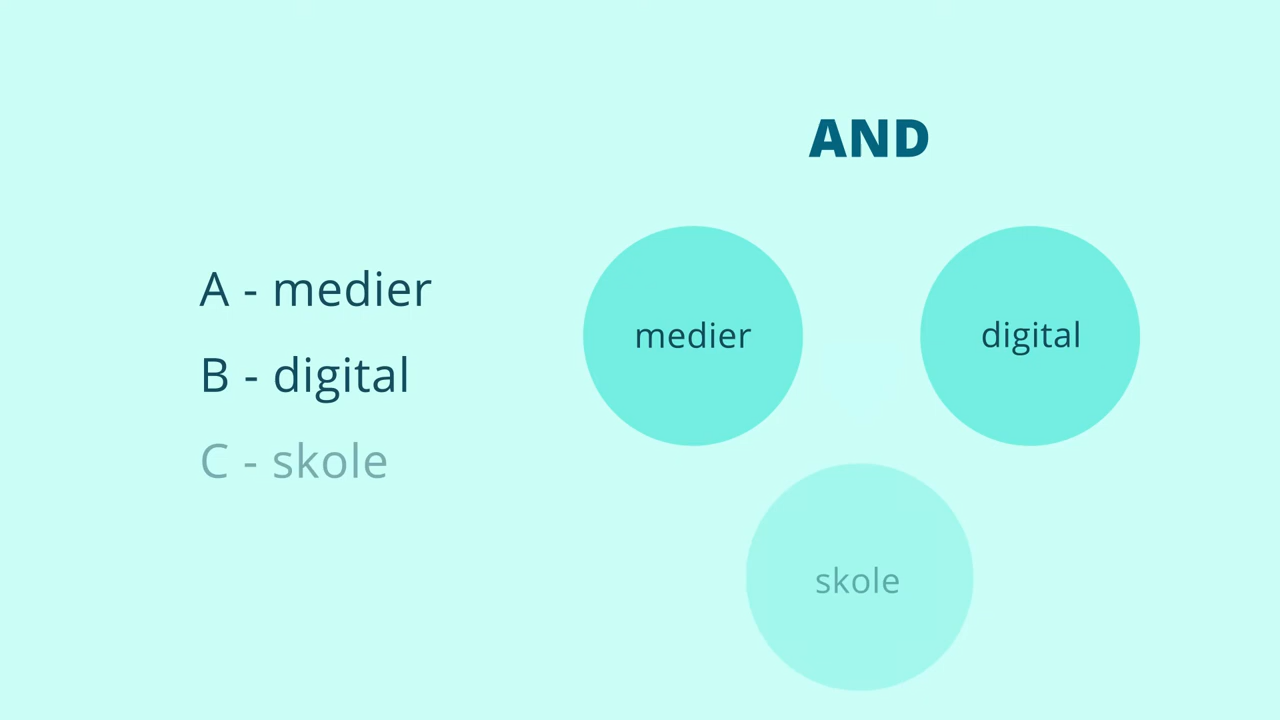 AND
A - medier
B - digital
C - skole
medier
digital
skole